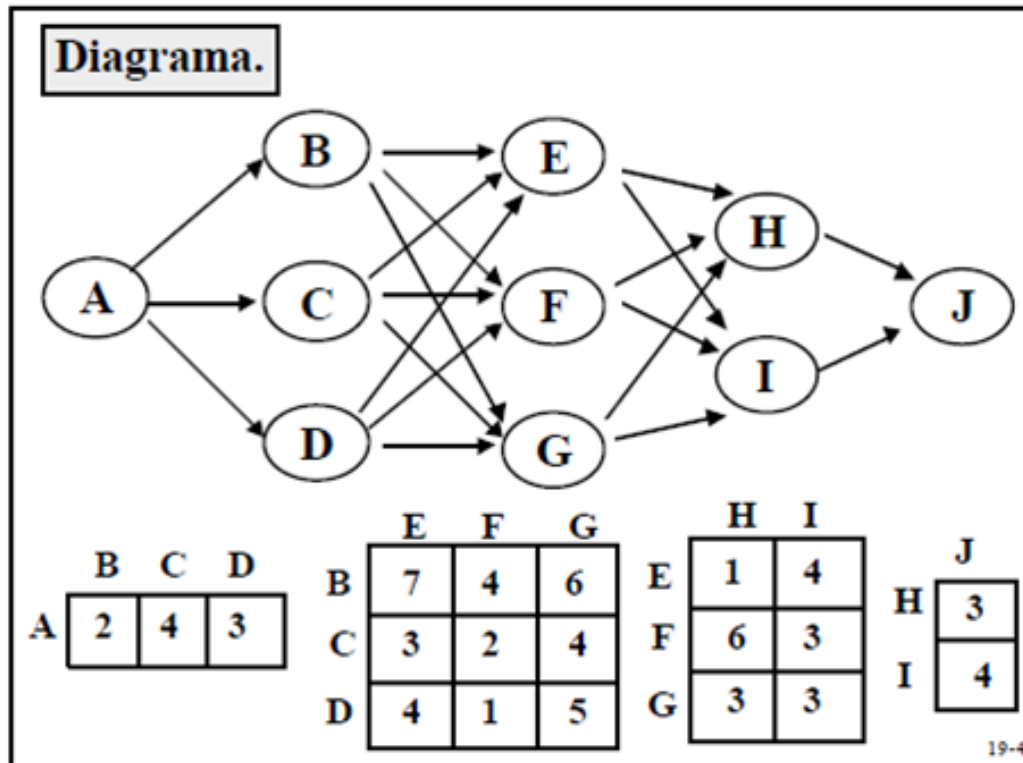 Diagrama.
B
E
H
A
C
F
J
I
D
G
B C D
A 2 4 3
E F G
B 7 4 6
C 3 2 4
D 4 1 5
H I
E 1 4
F 6 3
G 3 3
J
H 3
I 4
19-4